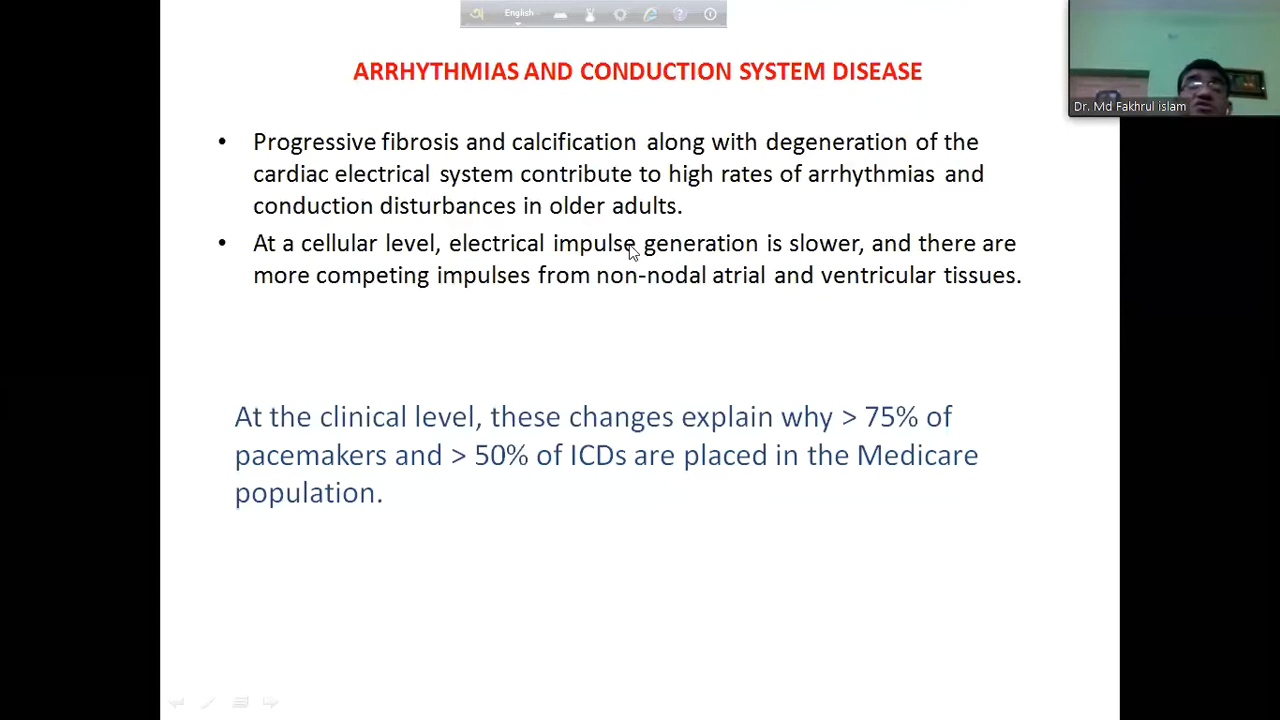 অ English
ARRHYTHMIAS AND CONDUCTION SYSTEM DISEASE
Dr. Md Fakhrul islam
• Progressive fibrosis and calcification along with degeneration of the
cardiac electrical system contribute to high rates of arrhythmias and
conduction disturbances in older adults.
• At a cellular level, electrical impulse generation is slower, and there are
more competing impulses from non-nodal atrial and ventricular tissues.
At the clinical level, these changes explain why > 75% of
pacemakers and > 50% of ICDs are placed in the Medicare
population.